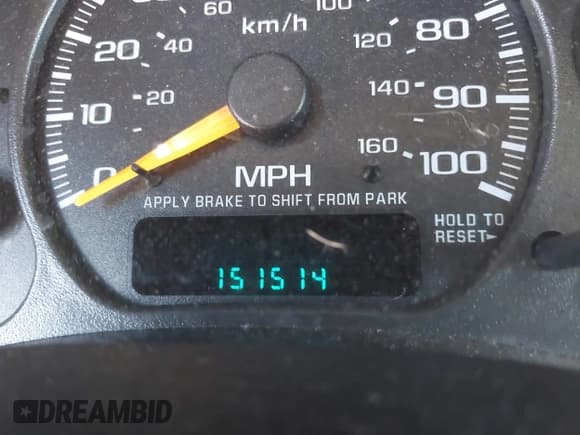 60 km/h 100
20 40 120 80
10 20 140 90
0 160 100
MPH
APPLY BRAKE TO SHIFT FROM PARK
HOLD TO
RESET
151514
DREAMBID